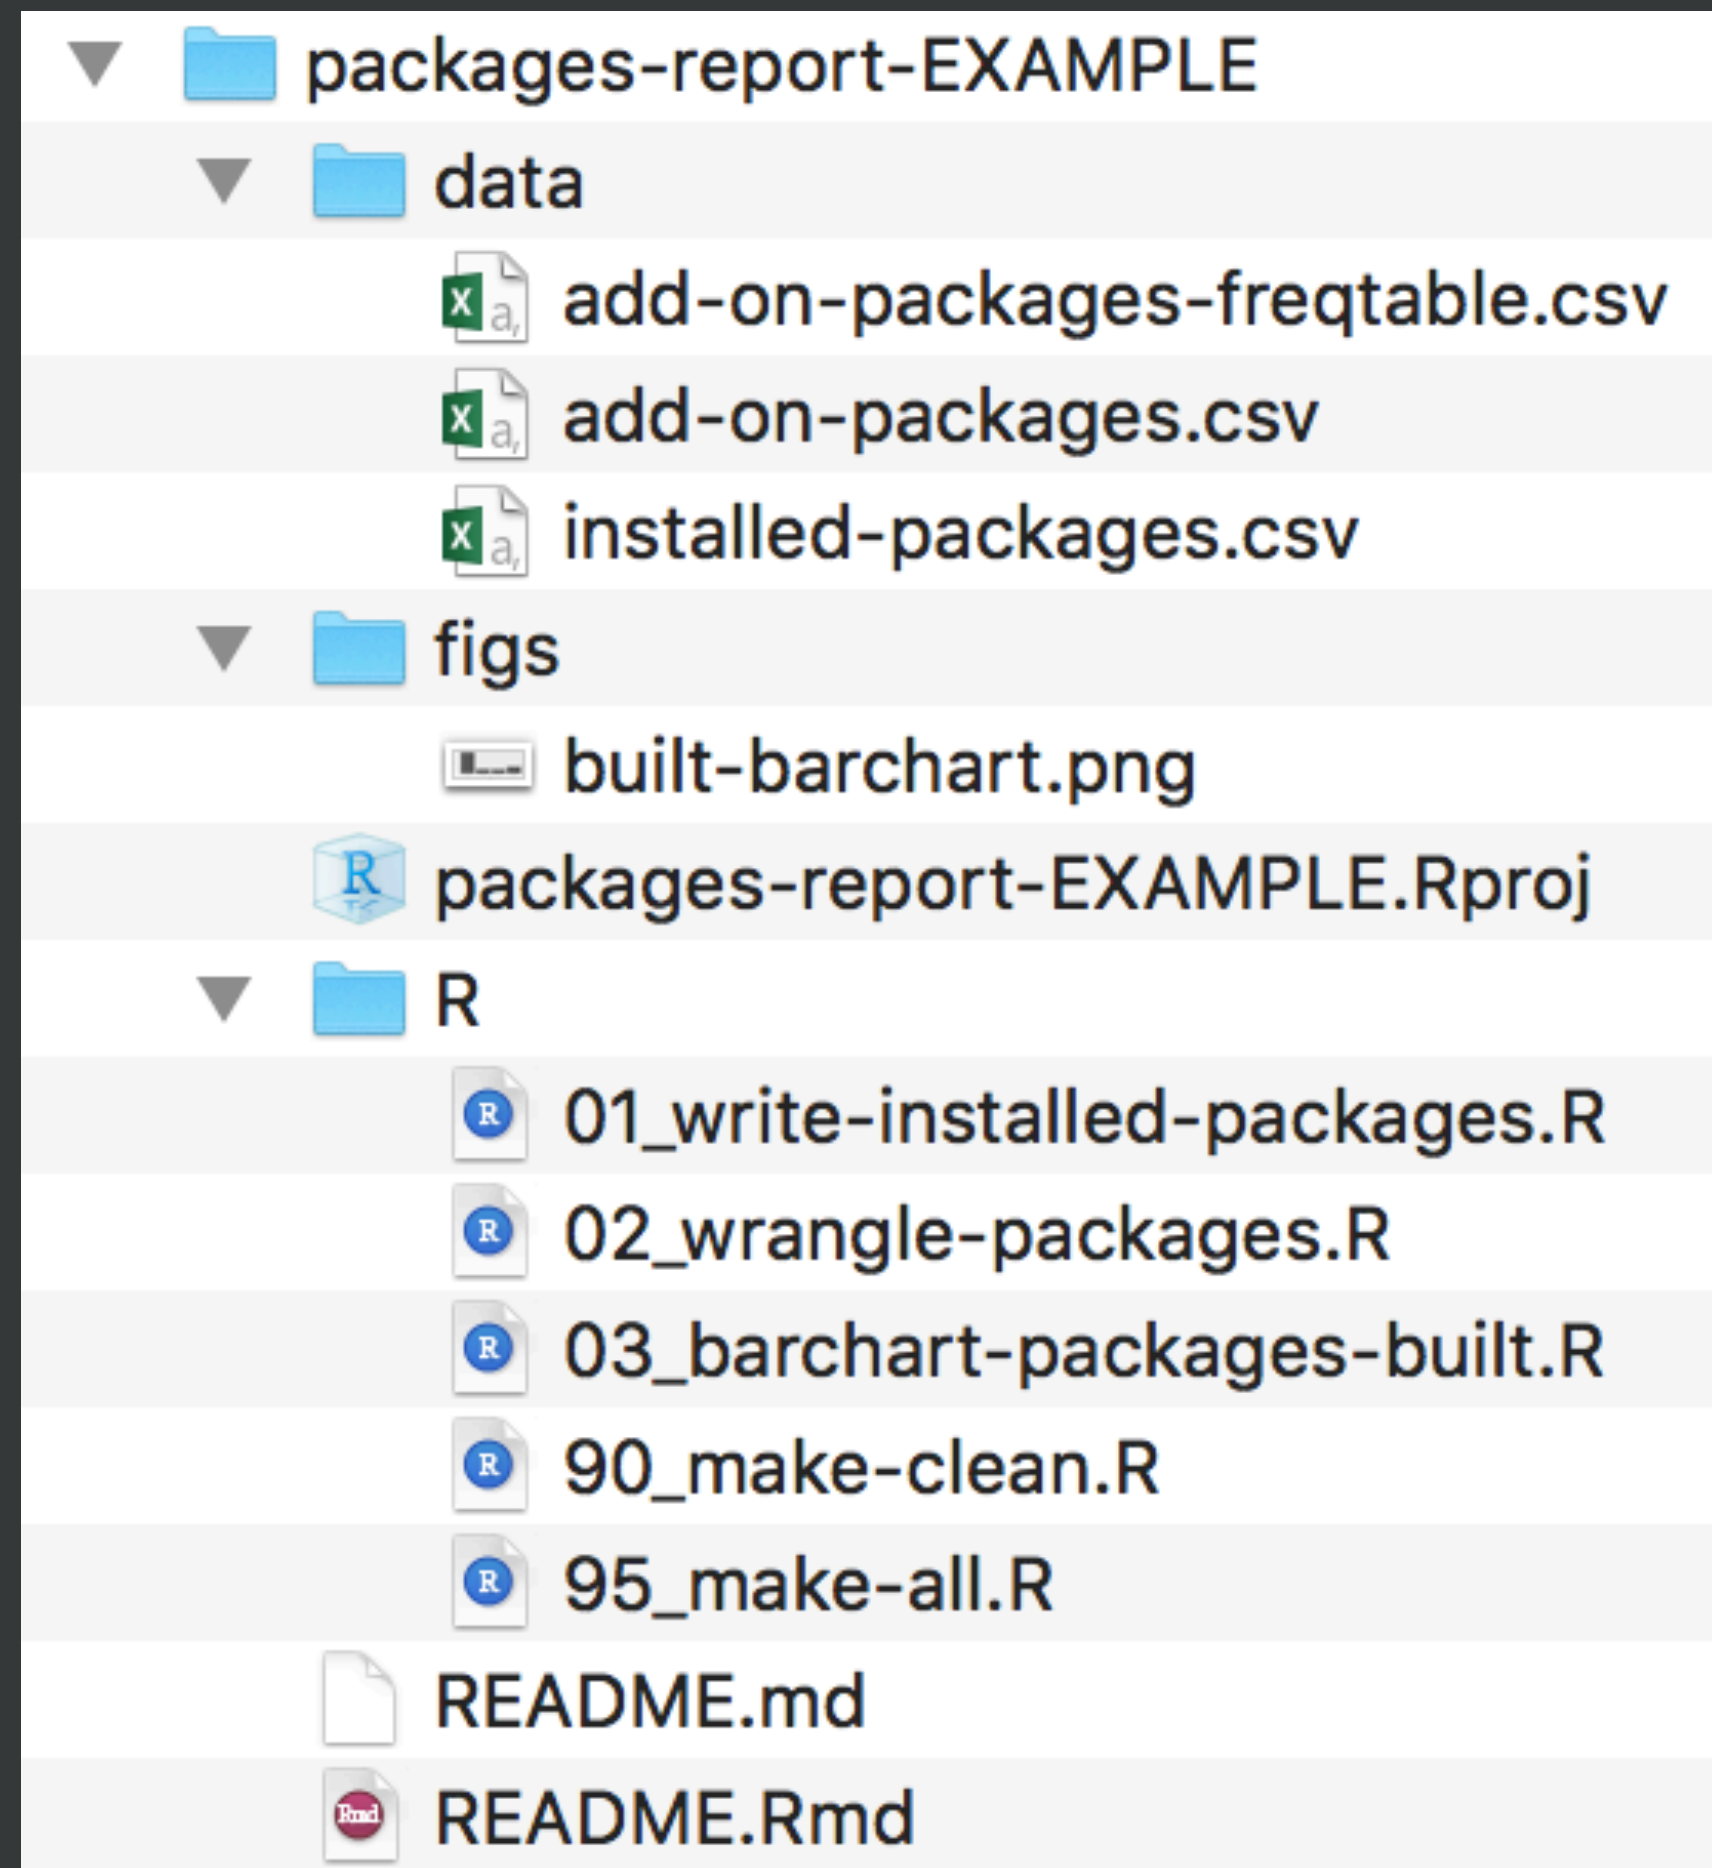 packages-report-EXAMPLE
data
add-on-packages-freqtable.csv
add-on-packages.csv
installed-packages.csv
figs
built-barchart.png
packages-report-EXAMPLE.Rproj
R
01_write-installed-packages.R
02_wrangle-packages.R
03_barchart-packages-built.R
90_make-clean.R
95_make-all.R
README.md
README.Rmd